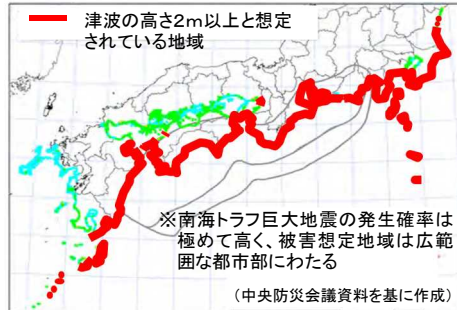 津波の高さ2m以上と想定
されている地域
※南海トラフ巨大地震の発生確率は
極めて高く、被害想定地域は広範
囲な都市部にわたる
（中央防災会議資料を基に作成）